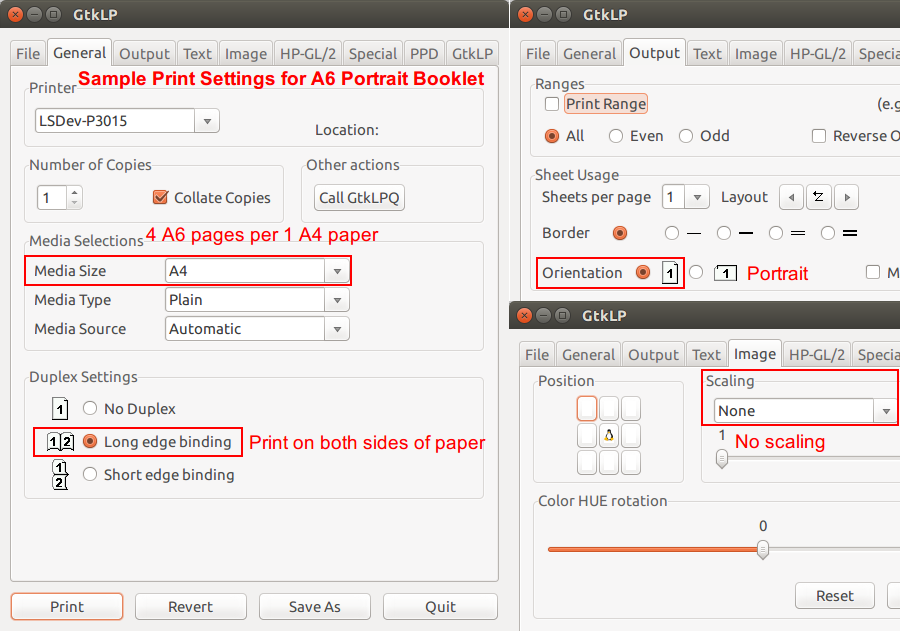 GtkLP
File General Output Text Image HP-GL/2 Special PPD GtkLP
Sample Print Settings for A6 Portrait Booklet
Printer
LSDev-P3015
Location:
Number of Copies
1
Collate Copies
Other actions
Call GtkLPQ
Media Selections
4 A6 pages per 1 A4 paper
Media Size A4
Media Type Plain
Media Source Automatic
Duplex Settings
1 No Duplex
1 2 Long edge binding
Print on both sides of paper
1
2
Short edge binding
Print Revert Save As Quit
GtkLP
File General Output Text Image HP-GL/2 Specia
Ranges
Print Range (e.g
All Even Odd Reverse O
Sheet Usage
Sheets per page 1 Layout
Border
Orientation 1 1 Portrait M
GtkLP
File General Output Text Image HP-GL/2 Specia
Position
Scaling
None
1
No scaling
Color HUE rotation
0
Reset